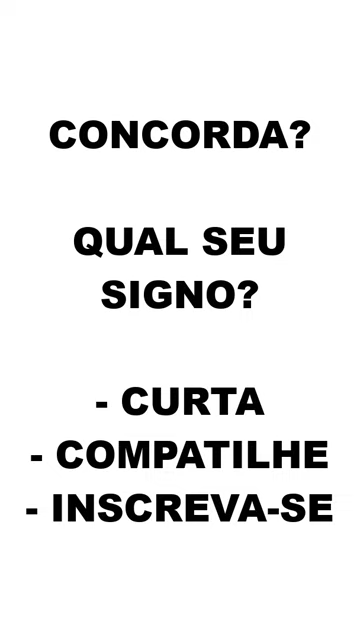 CONCORDA?
QUAL SEU
SIGNO?
- CURTA
- COMPATILHE
- INSCREVA-SE